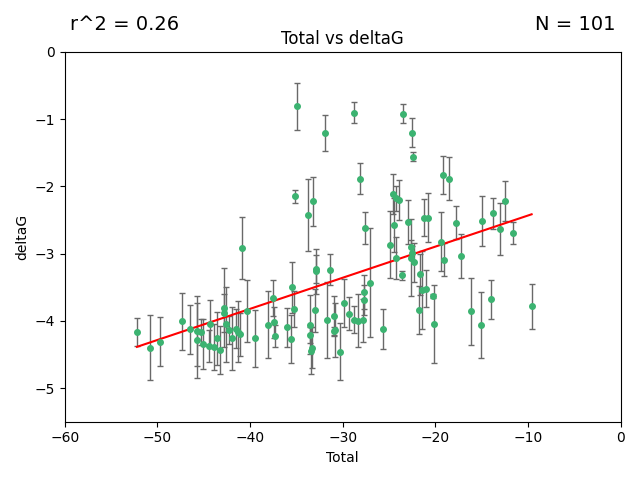 r^2 = 0.26
N = 101
Total vs deltaG
0
−1
−2
−3
−4
−5
deltaG
−60
−50
−40
−30
−20
−10
0
Total